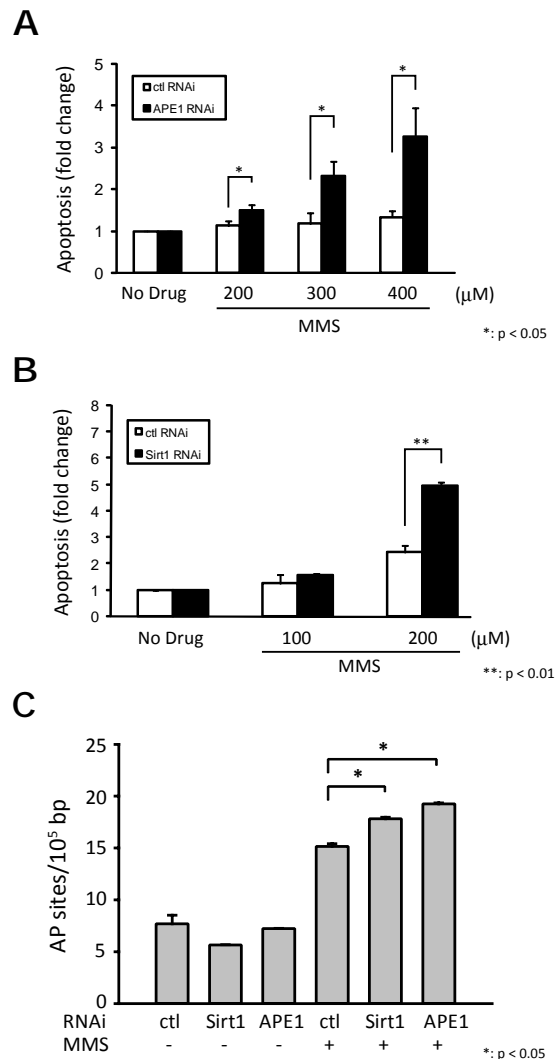 A
Apoptosis (fold change)
5
4
3
2
1
0
ctl RNAi
APE1 RNAi
*
*
*
No Drug 200 300 400 (μM)
MMS
*: p < 0.05
B
Apoptosis (fold change)
8
7
6
5
4
3
2
1
0
ctl RNAi
Sirt1 RNAi
**
No Drug 100 200 (μM)
MMS
**: p < 0.01
C
AP sites/10⁵ bp
25
20
15
10
5
0
*
*
RNAi ctl Sirt1 APE1 ctl Sirt1 APE1
MMS - - - + + +
*: p < 0.05